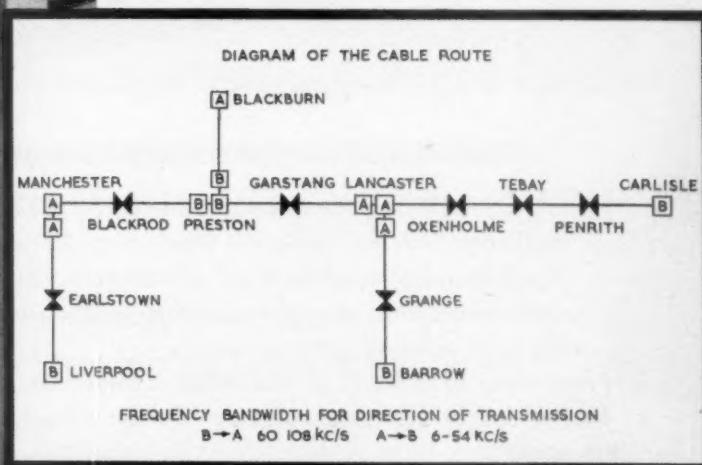 DIAGRAM OF THE CABLE ROUTE
A BLACKBURN
B
MANCHESTER GARSTANG LANCASTER TEBAY CARLISLE
A B B A A B
BLACKROD PRESTON OXENHOLME PENRITH
A A
EARLSTOWN GRANGE
B LIVERPOOL B BARROW
FREQUENCY BANDWIDTH FOR DIRECTION OF TRANSMISSION
B→A 60 108 KC/S A→B 6-54 KC/S